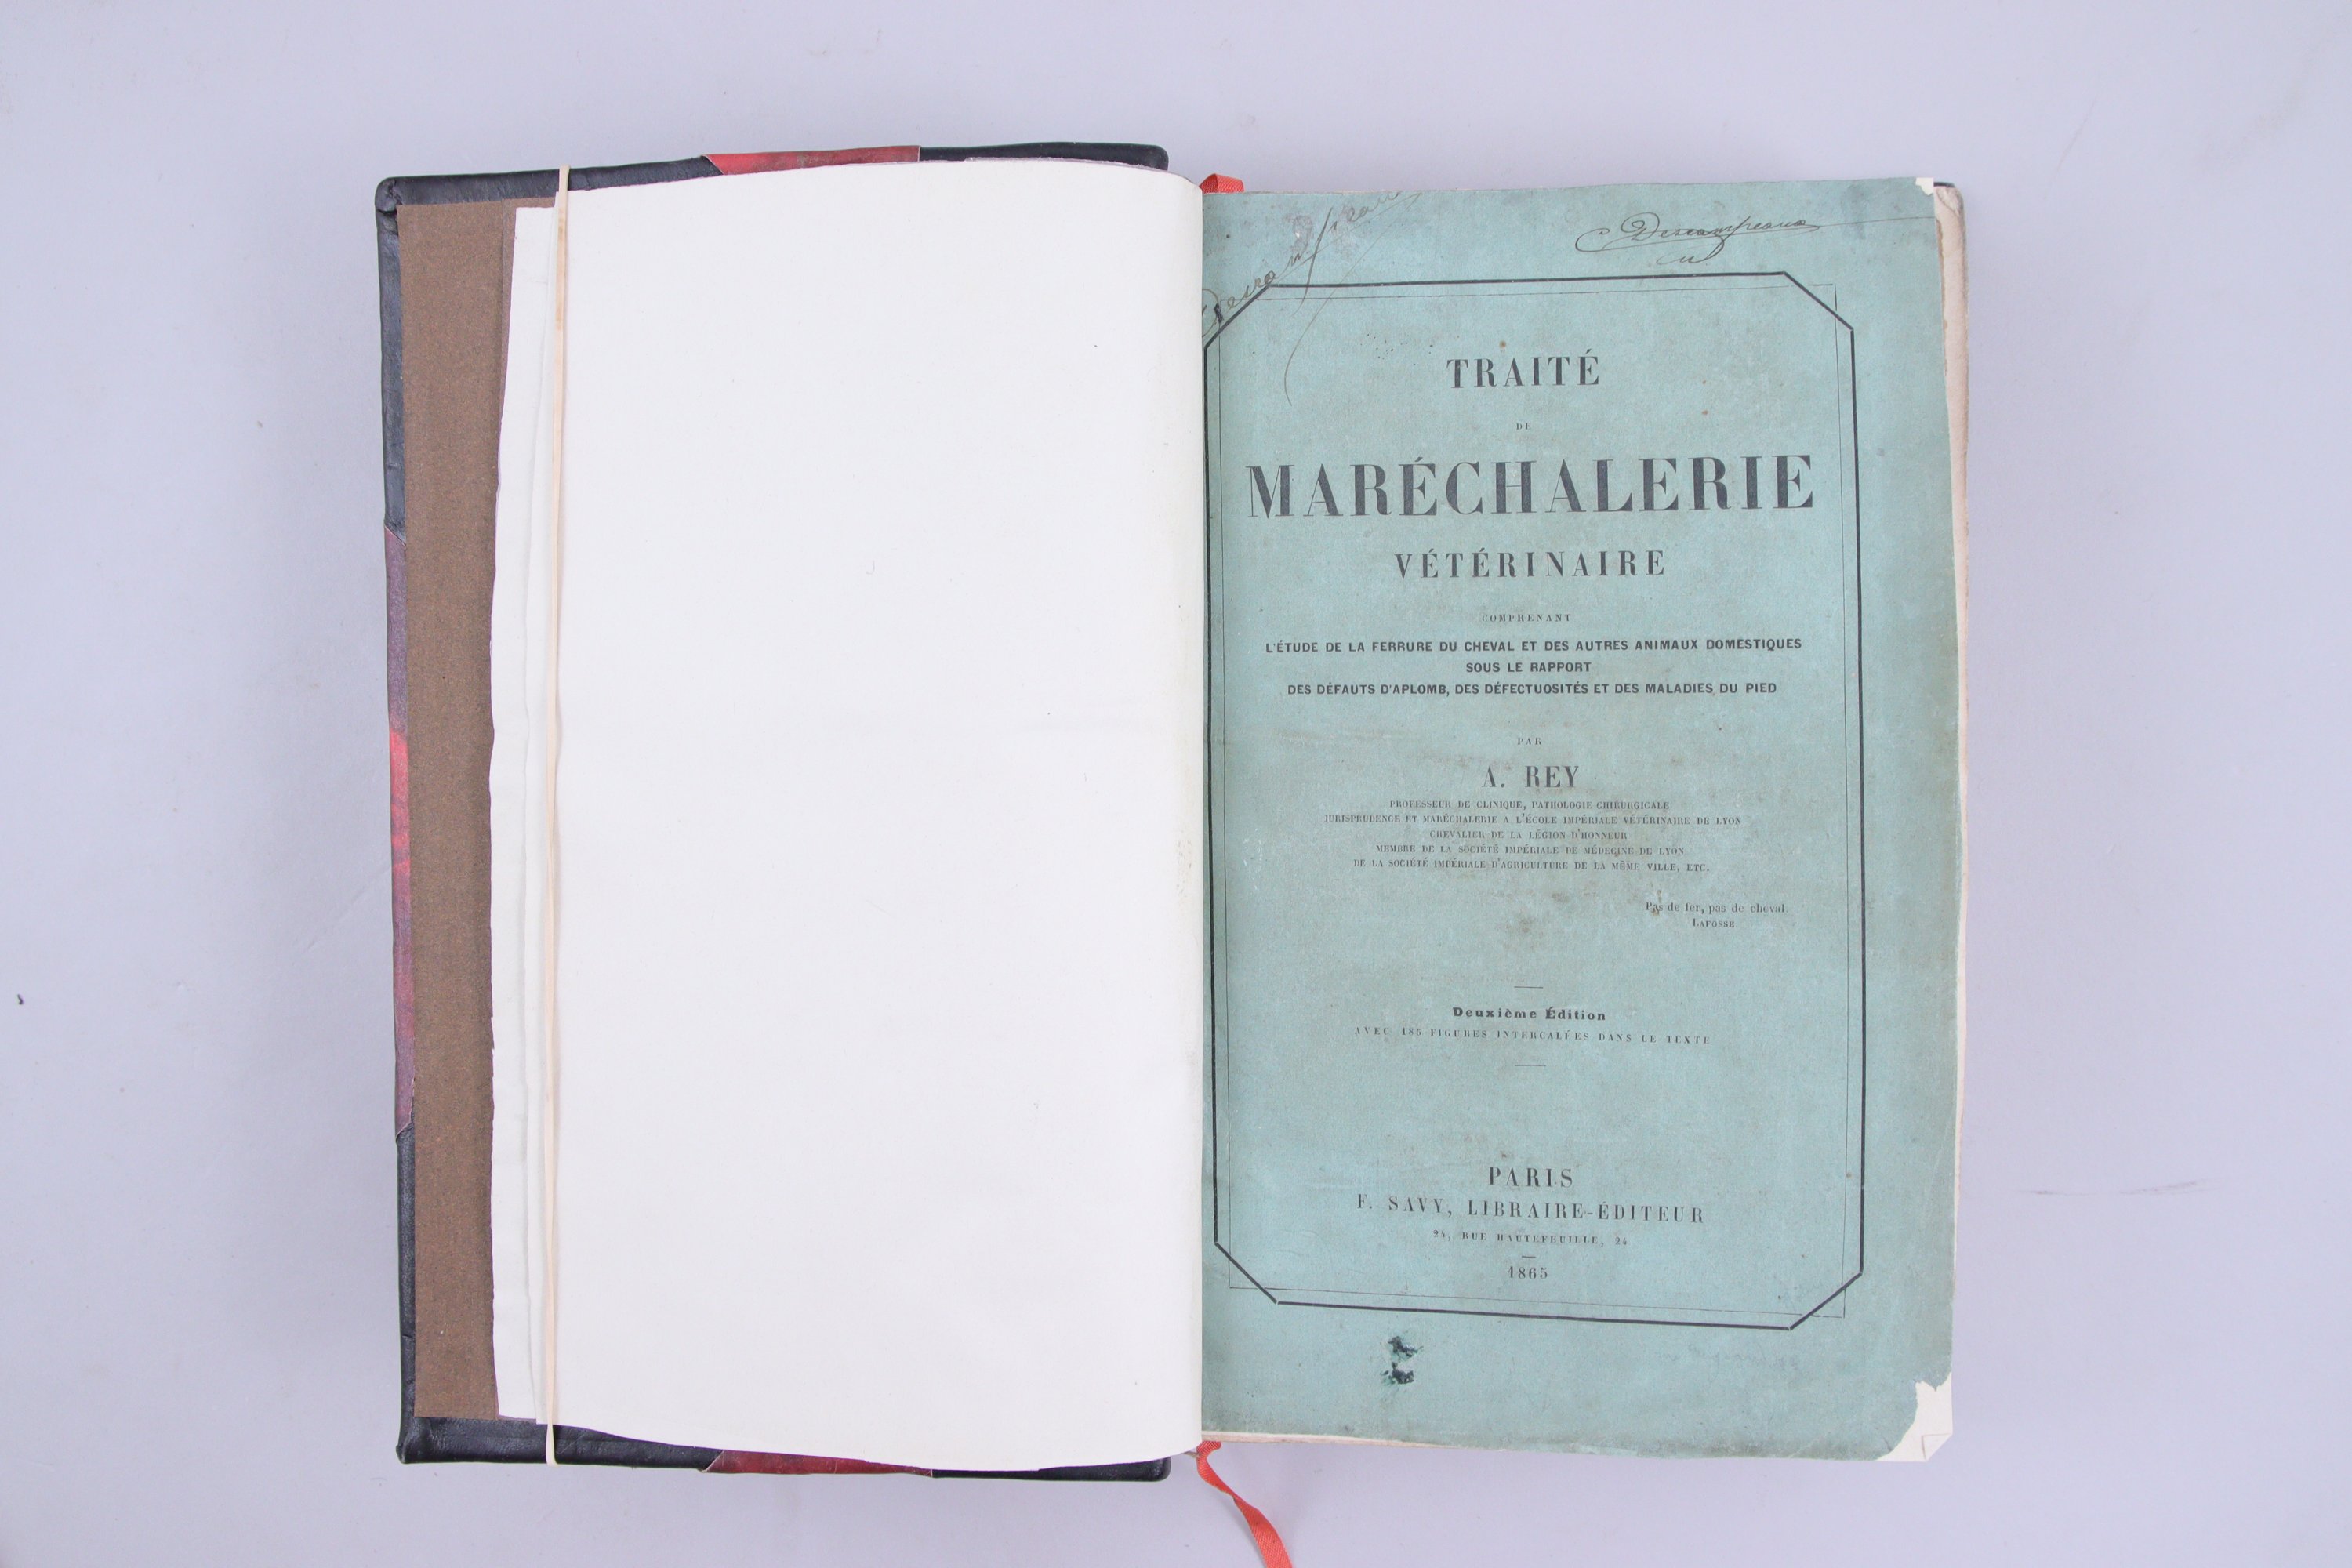 TRAITÉ
DE
MARÉCHALERIE
VÉTÉRINAIRE
COMPRENANT
L'ÉTUDE DE LA FERRURE DU CHEVAL ET DES AUTRES ANIMAUX DOMESTIQUES
SOUS LE RAPPORT
DES DÉFAUTS D'APLOMB, DES DÉFECTUOSITÉS ET DES MALADIES DU PIED
PAR
A. REY
PROFESSEUR DE CLINIQUE, PATHOLOGIE CHIRURGICALE
JURISPRUDENCE ET MARÉCHALERIE A L'ÉCOLE IMPÉRIALE VÉTÉRINAIRE DE LYON
CHEVALIER DE LA LÉGION D'HONNEUR
MEMBRE DE LA SOCIÉTÉ IMPÉRIALE DE MÉDECINE DE LYON
DE LA SOCIÉTÉ IMPÉRIALE D'AGRICULTURE DE LA MÊME VILLE, ETC.
Pas de fer, pas de cheval
LAFOSSE
Deuxième Édition
AVEC 185 FIGURES INTERCALÉES DANS LE TEXTE
PARIS
F. SAVY, LIBRAIRE-ÉDITEUR
24, RUE HAUTEFEUILLE, 24
1865